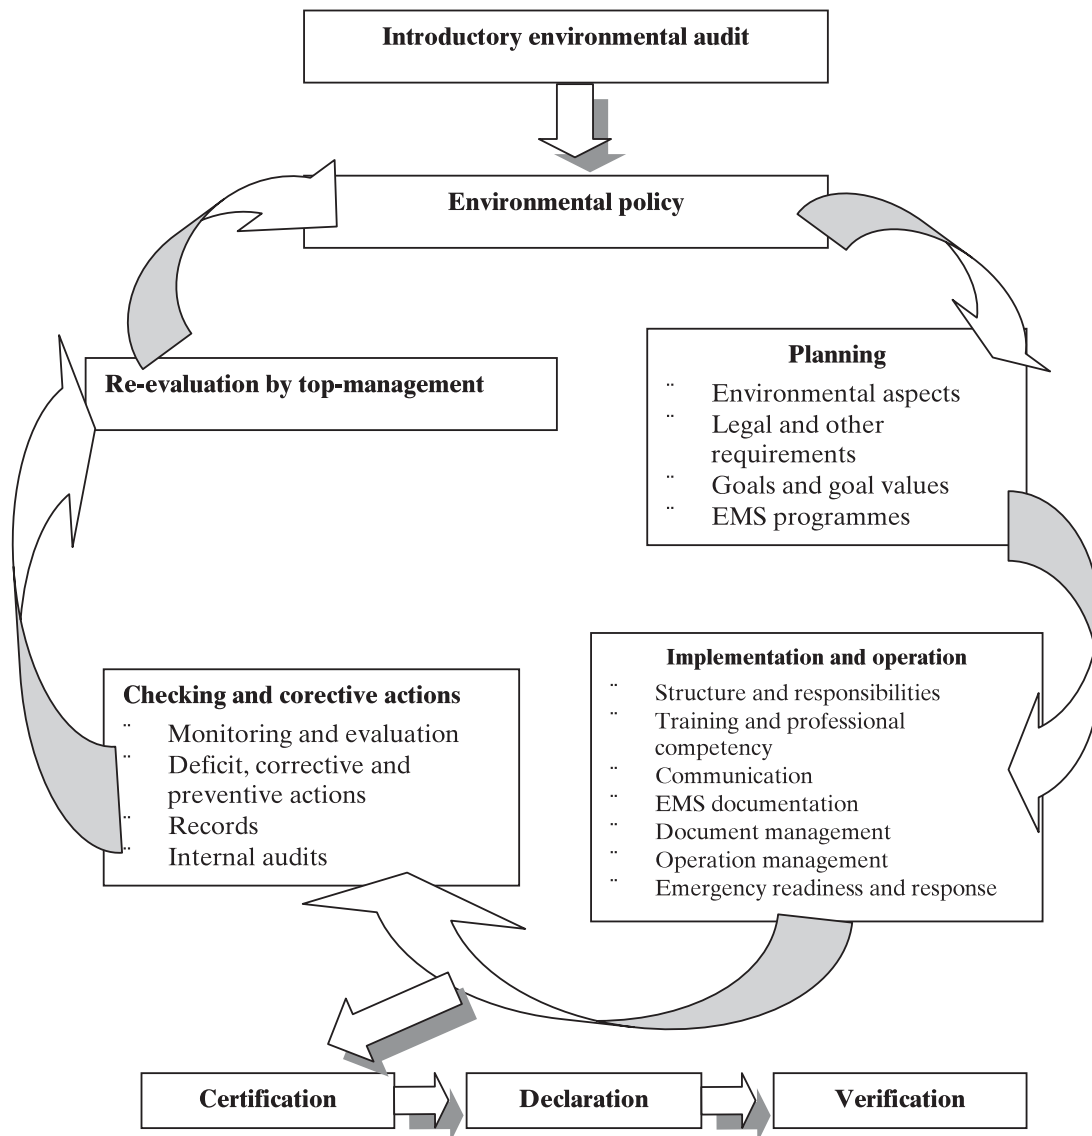 Introductory environmental audit
Environmental policy
Re-evaluation by top-management
Planning
¨ Environmental aspects
¨ Legal and other
requirements
¨ Goals and goal values
¨ EMS programmes
Implementation and operation
¨ Structure and responsibilities
¨ Training and professional
competency
¨ Communication
¨ EMS documentation
¨ Document management
¨ Operation management
¨ Emergency readiness and response
Checking and corective actions
¨ Monitoring and evaluation
¨ Deficit, corrective and
preventive actions
¨ Records
¨ Internal audits
Certification
Declaration
Verification